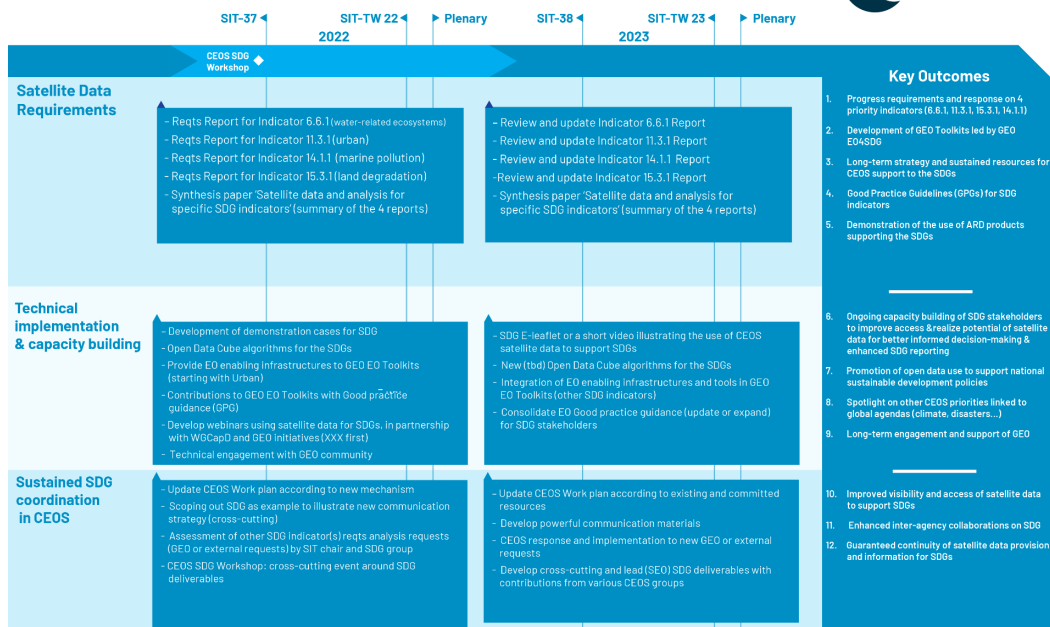 SIT-37
SIT-TW 22
Plenary
SIT-38
SIT-TW 23
Plenary
2022
2023
CEOS SDG
Workshop
Satellite Data
Requirements
- Reqts Report for Indicator 6.6.1 (water-related ecosystems)
- Reqts Report for Indicator 11.3.1 (urban)
- Reqts Report for Indicator 14.1.1 (marine pollution)
- Reqts Report for Indicator 15.3.1 (land degradation)
- Synthesis paper ‘Satellite data and analysis for
specific SDG indicators’ (summary of the 4 reports)
- Review and update Indicator 6.6.1 Report
- Review and update Indicator 11.3.1 Report
- Review and update Indicator 14.1.1 Report
-Review and update Indicator 15.3.1 Report
- Synthesis paper ‘Satellite data and analysis for
specific SDG indicators’ (summary of the 4 reports)
Technical
implementation
& capacity building
- Development of demonstration cases for SDG
- Open Data Cube algorithms for the SDGs
- Provide EO enabling infrastructures to GEO EO Toolkits
(starting with Urban)
- Contributions to GEO EO Toolkits with Good practice
guidance (GPG)
- Develop webinars using satellite data for SDGs, in partnership
with WGCapD and GEO initiatives (XXX first)
- Technical engagement with GEO community
- SDG E-leaflet or a short video illustrating the use of CEOS
satellite data to support SDGs
- New (tbd) Open Data Cube algorithms for the SDGs
- Integration of EO enabling infrastructures and tools in GEO
EO Toolkits (other SDG indicators)
- Consolidate EO Good practice guidance (update or expand)
for SDG stakeholders
Sustained SDG
coordination
in CEOS
- Update CEOS Work plan according to new mechanism
- Scoping out SDG as example to illustrate new communication
strategy (cross-cutting)
- Assessment of other SDG indicator(s) reqts analysis requests
(GEO or external requests) by SIT chair and SDG group
- CEOS SDG Workshop: cross-cutting event around SDG
deliverables
- Update CEOS Work plan according to existing and committed
resources
- Develop powerful communication materials
- CEOS response and implementation to new GEO or external
requests
- Develop cross-cutting and lead (SEO) SDG deliverables with
contributions from various CEOS groups
Key Outcomes
1. Progress requirements and response on 4
priority indicators (6.6.1, 11.3.1, 15.3.1, 14.1.1)
2. Development of GEO Toolkits led by GEO
EO4SDG
3. Long-term strategy and sustained resources for
CEOS support to the SDGs
4. Good Practice Guidelines (GPGs) for SDG
indicators
5. Demonstration of the use of ARD products
supporting the SDGs
6. Ongoing capacity building of SDG stakeholders
to improve access &realize potential of satellite
data for better informed decision-making &
enhanced SDG reporting
7. Promotion of open data use to support national
sustainable development policies
8. Spotlight on other CEOS priorities linked to
global agendas (climate, disasters...)
9. Long-term engagement and support of GEO
10. Improved visibility and access of satellite data
to support SDGs
11. Enhanced inter-agency collaborations on SDG
12. Guaranteed continuity of satellite data provision
and information for SDGs